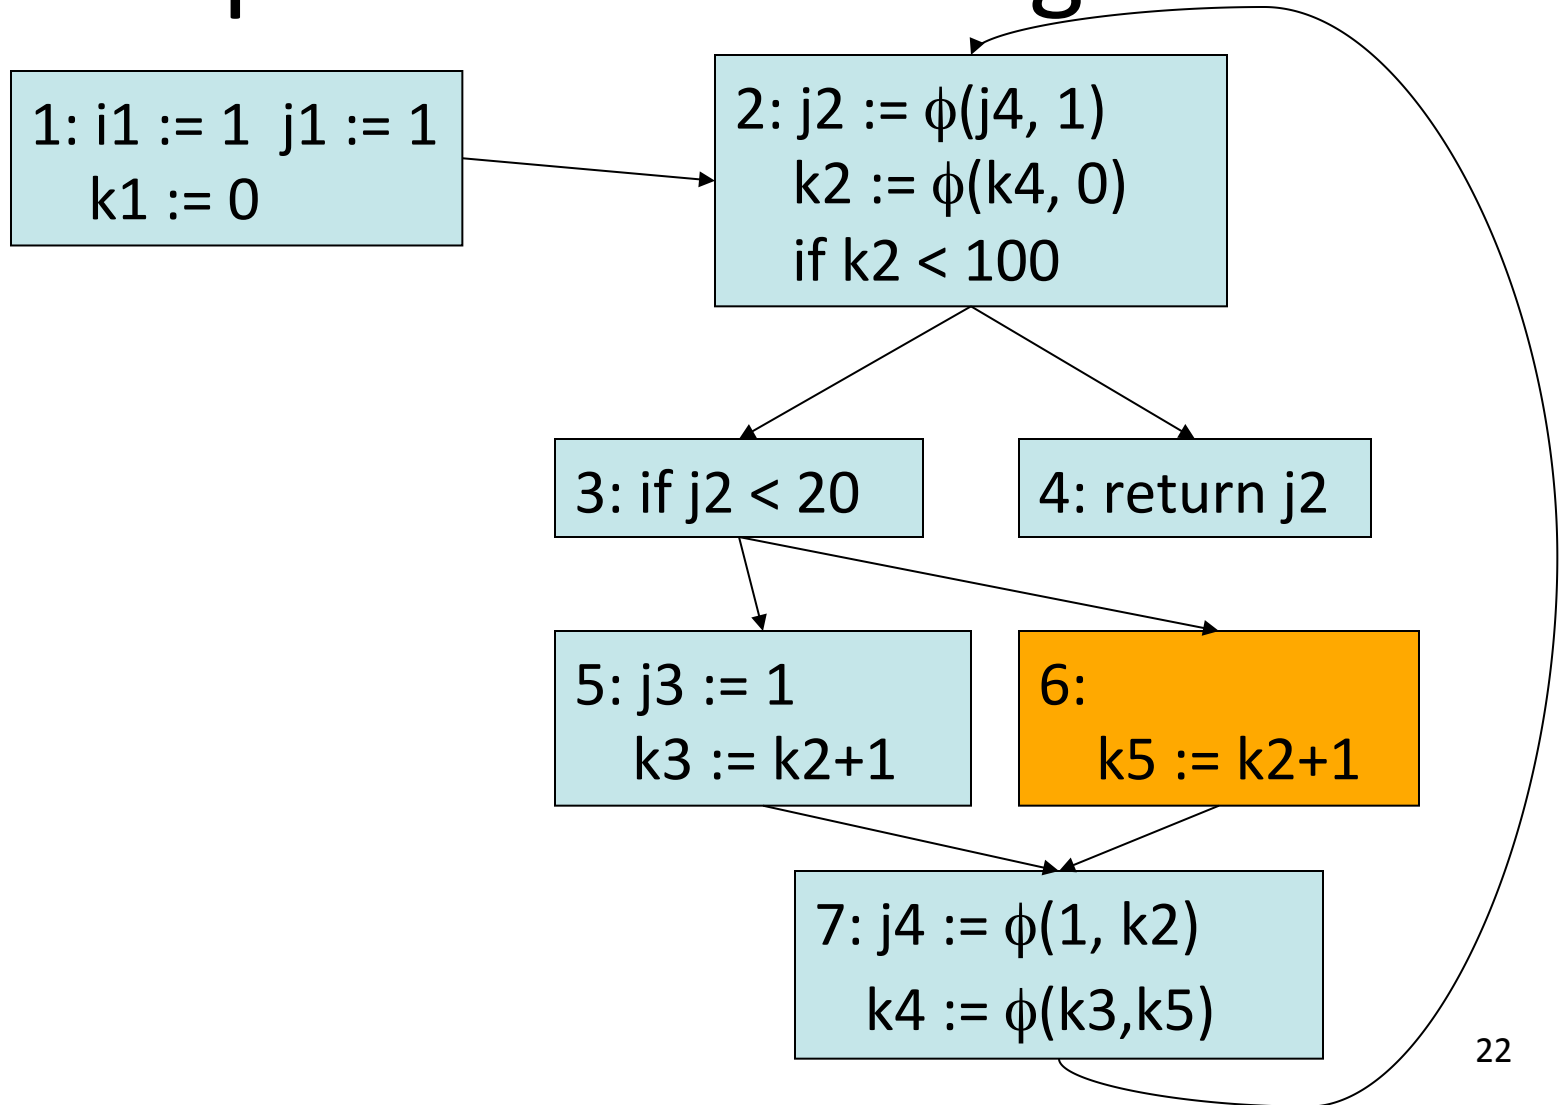 1: i1 := 1 j1 := 1
k1 := 0
2: j2 := ϕ(j4, 1)
k2 := ϕ(k4, 0)
if k2 < 100
3: if j2 < 20
4: return j2
5: j3 := 1
k3 := k2+1
6:
k5 := k2+1
7: j4 := ϕ(1, k2)
k4 := ϕ(k3,k5)
22